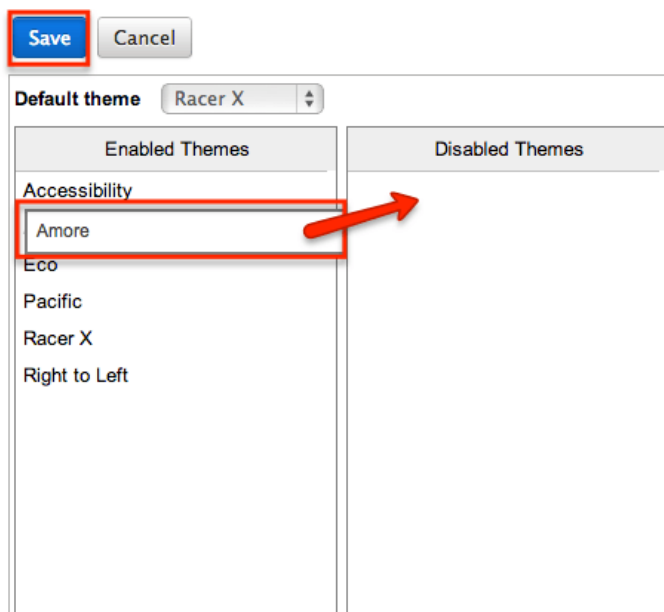 Save Cancel
Default theme Racer X
Enabled Themes Disabled Themes
Accessibility
Amore
Eco
Pacific
Racer X
Right to Left